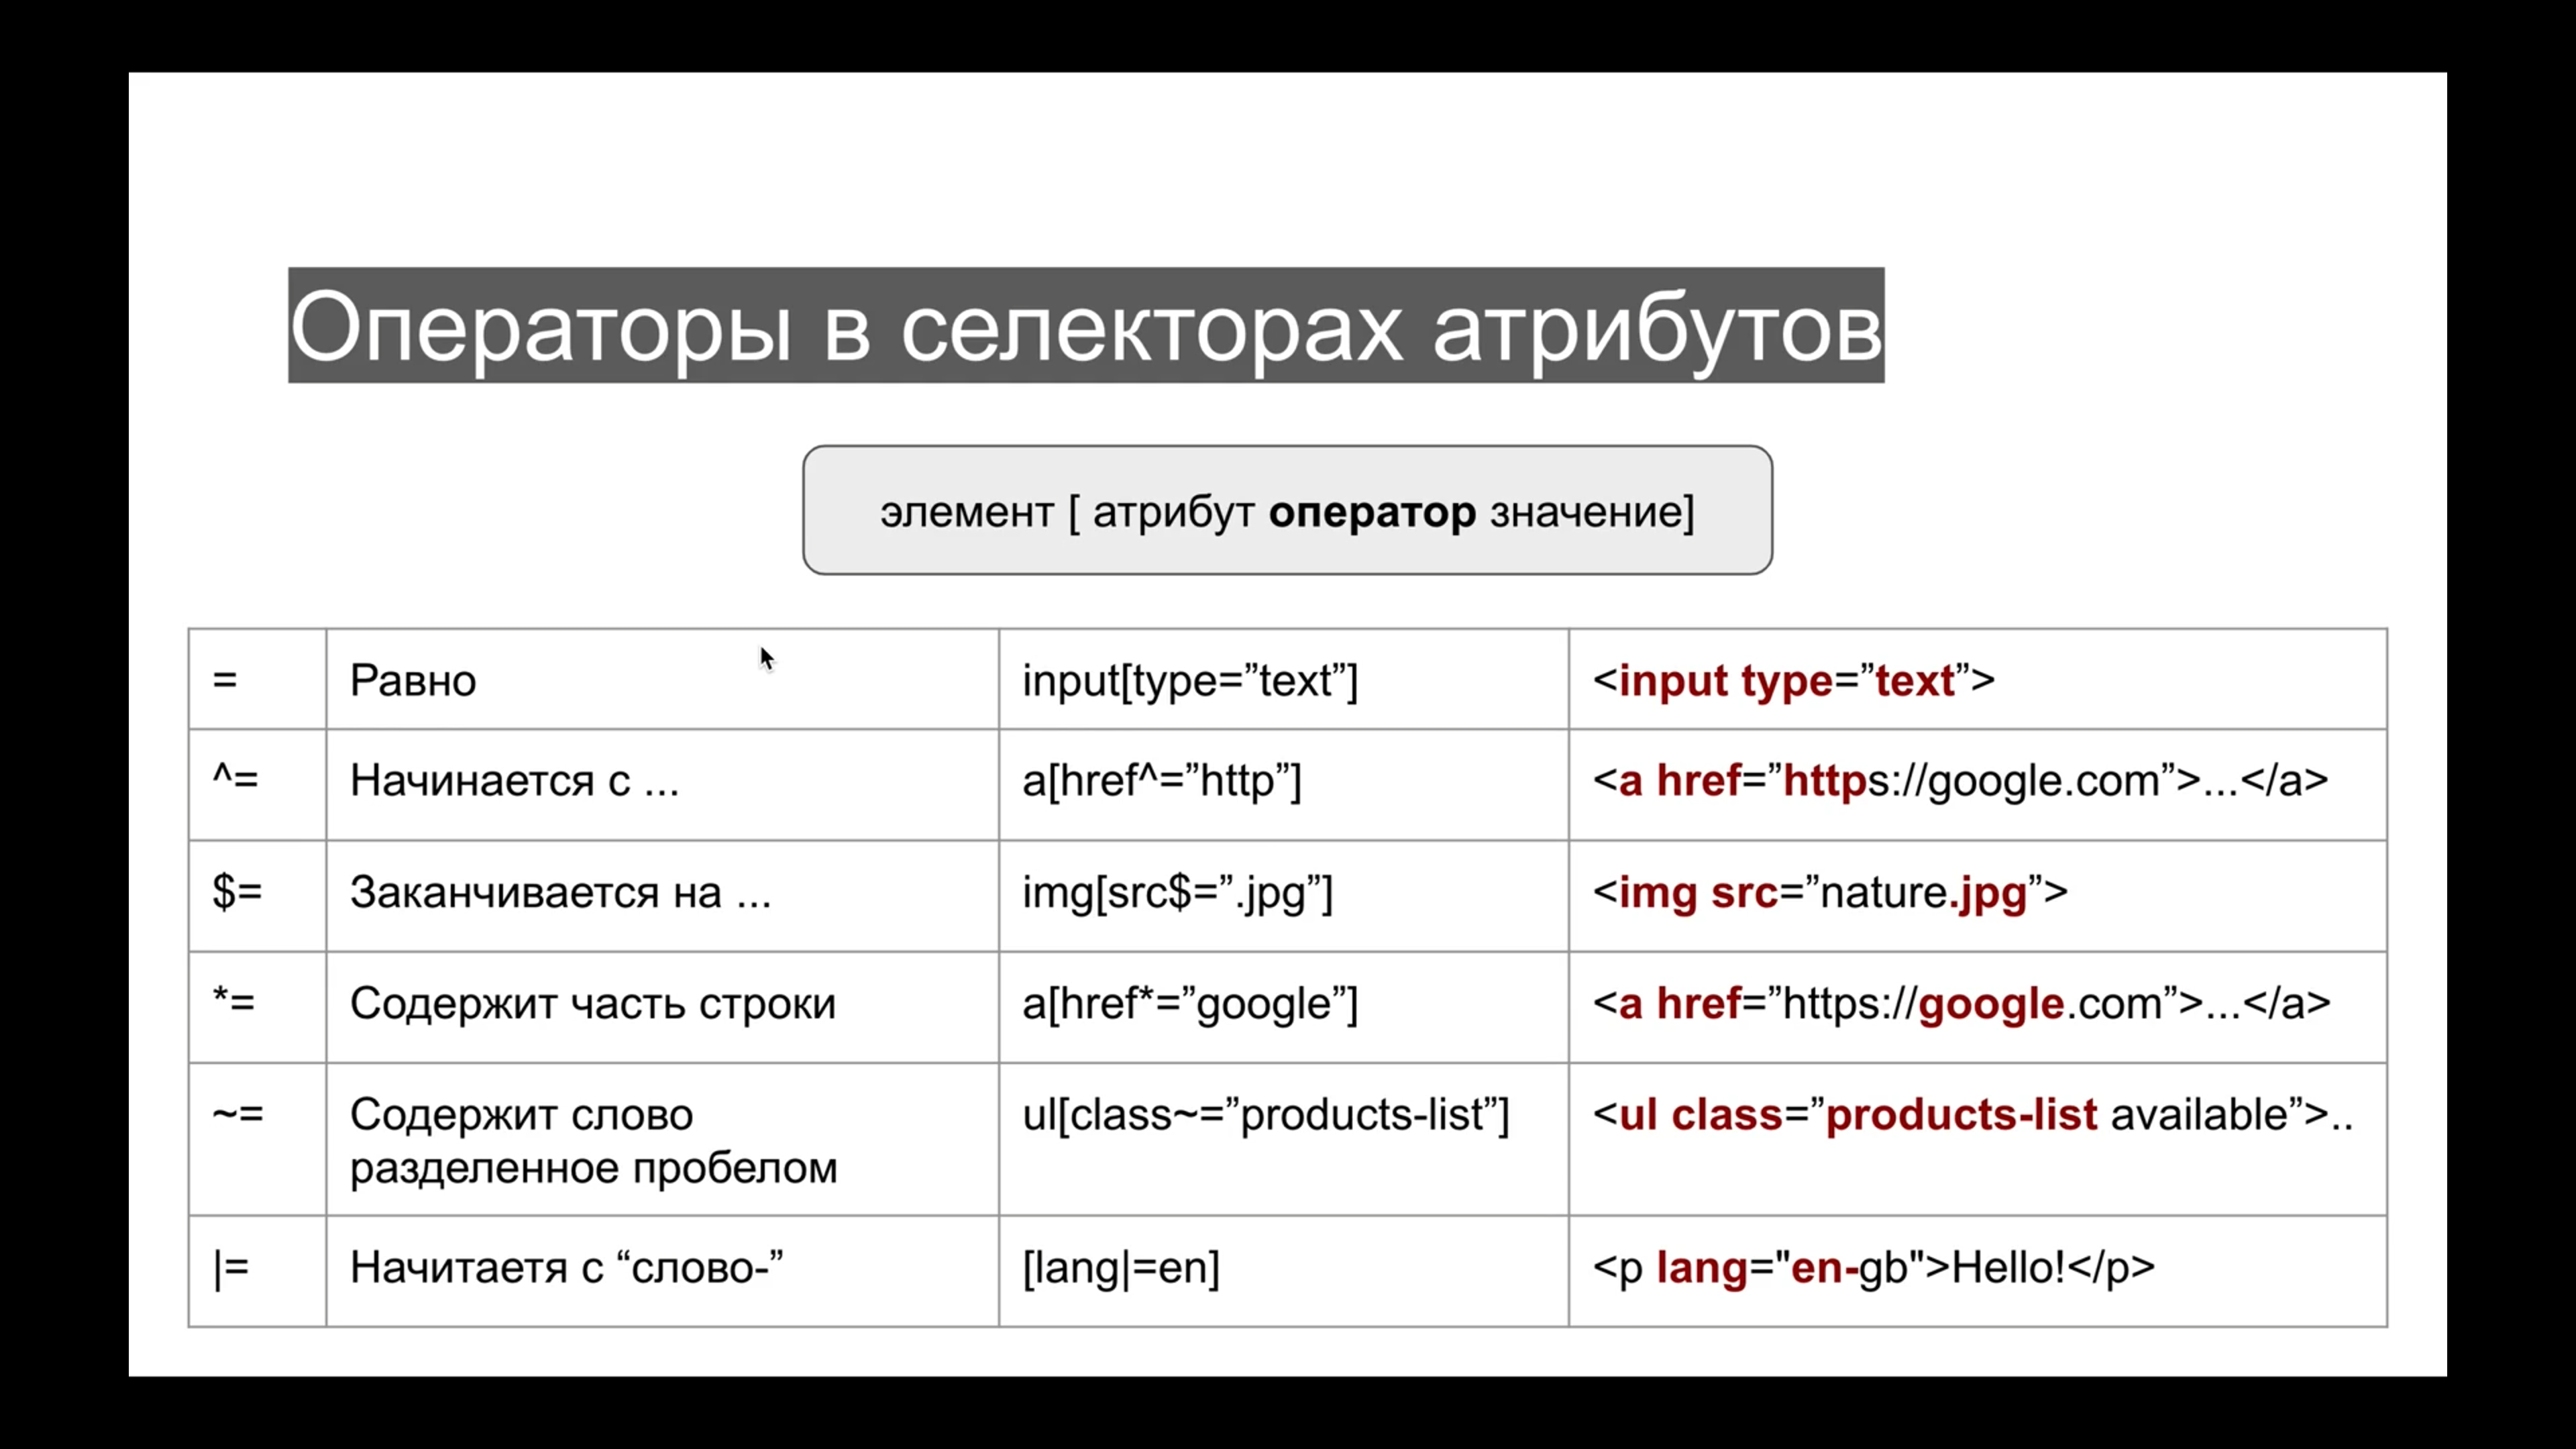 Операторы в селекторах атрибутов
элемент [ атрибут оператор значение]
= Равно input[type=”text”] <input type=”text”>
^= Начинается с ... a[href^=”http”] <a href=”https://google.com”>...</a>
$= Заканчивается на ... img[src$=”.jpg”] <img src=”nature.jpg”>
*= Содержит часть строки a[href*=”google”] <a href=”https://google.com”>...</a>
~= Содержит слово ul[class~=”products-list”] <ul class=”products-list available”>..
разделенное пробелом
|= Начитаетя с “слово-” [lang|=en] <p lang="en-gb">Hello!</p>